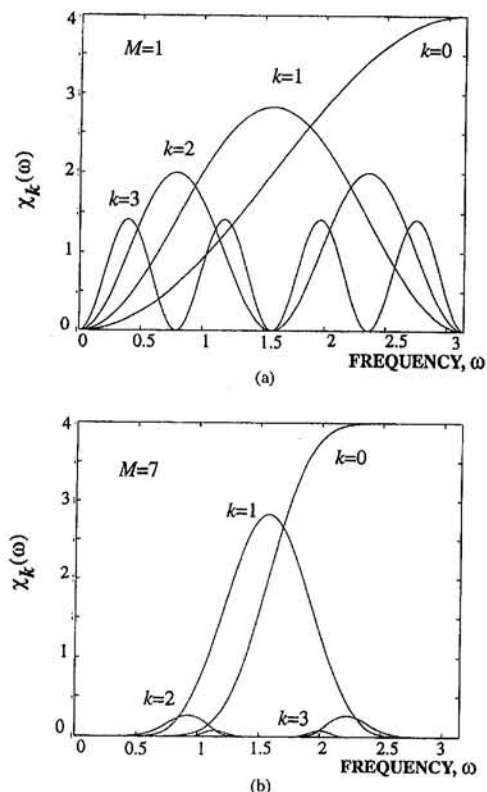 4
M=1
k=0
k=1
3
k=2
2
k=3
χk(ω)
1
0
0.5 1 1.5 2 2.5 3
FREQUENCY, ω
(a)
4
M=7
k=0
3
k=1
χk(ω)
2
1
k=2
k=3
0
0 0.5 1 1.5 2 2.5 3
FREQUENCY, ω
(b)